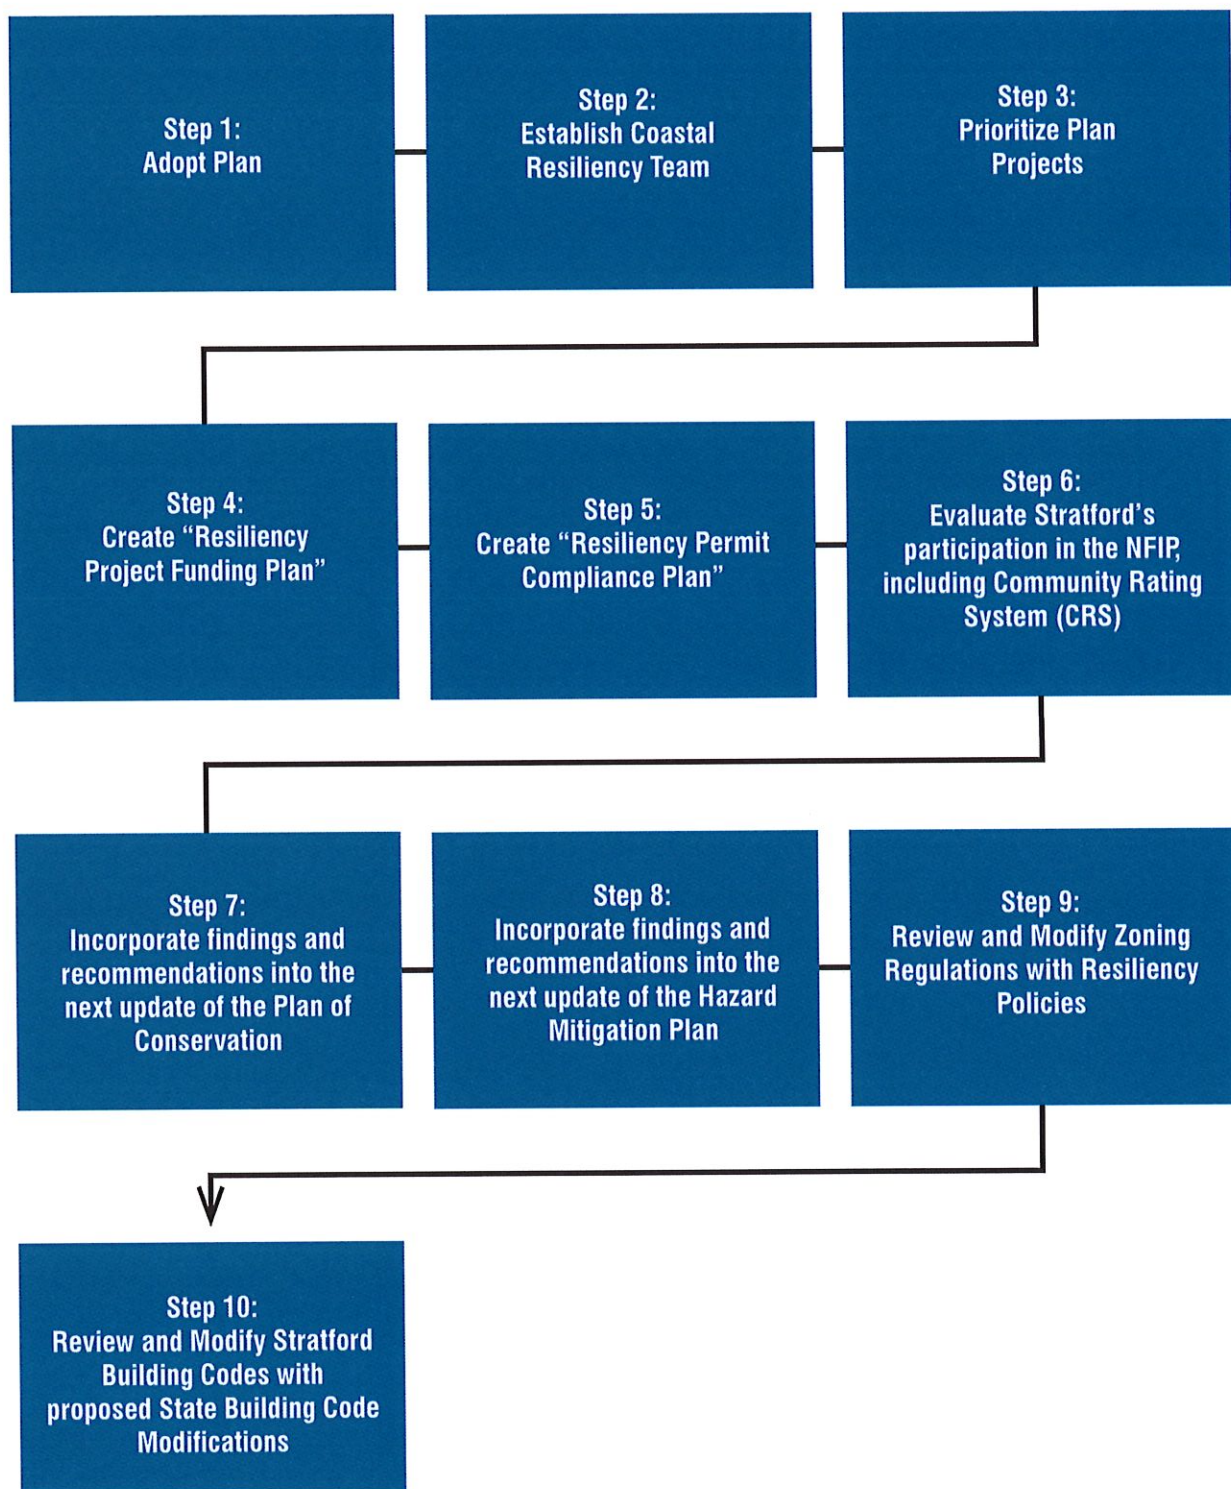 Step 1:
Adopt Plan
Step 2:
Establish Coastal
Resiliency Team
Step 3:
Prioritize Plan
Projects
Step 4:
Create “Resiliency
Project Funding Plan”
Step 5:
Create “Resiliency Permit
Compliance Plan”
Step 6:
Evaluate Stratford’s
participation in the NFIP,
including Community Rating
System (CRS)
Step 7:
Incorporate findings and
recommendations into the
next update of the Plan of
Conservation
Step 8:
Incorporate findings and
recommendations into the
next update of the Hazard
Mitigation Plan
Step 9:
Review and Modify Zoning
Regulations with Resiliency
Policies
Step 10:
Review and Modify Stratford
Building Codes with
proposed State Building Code
Modifications